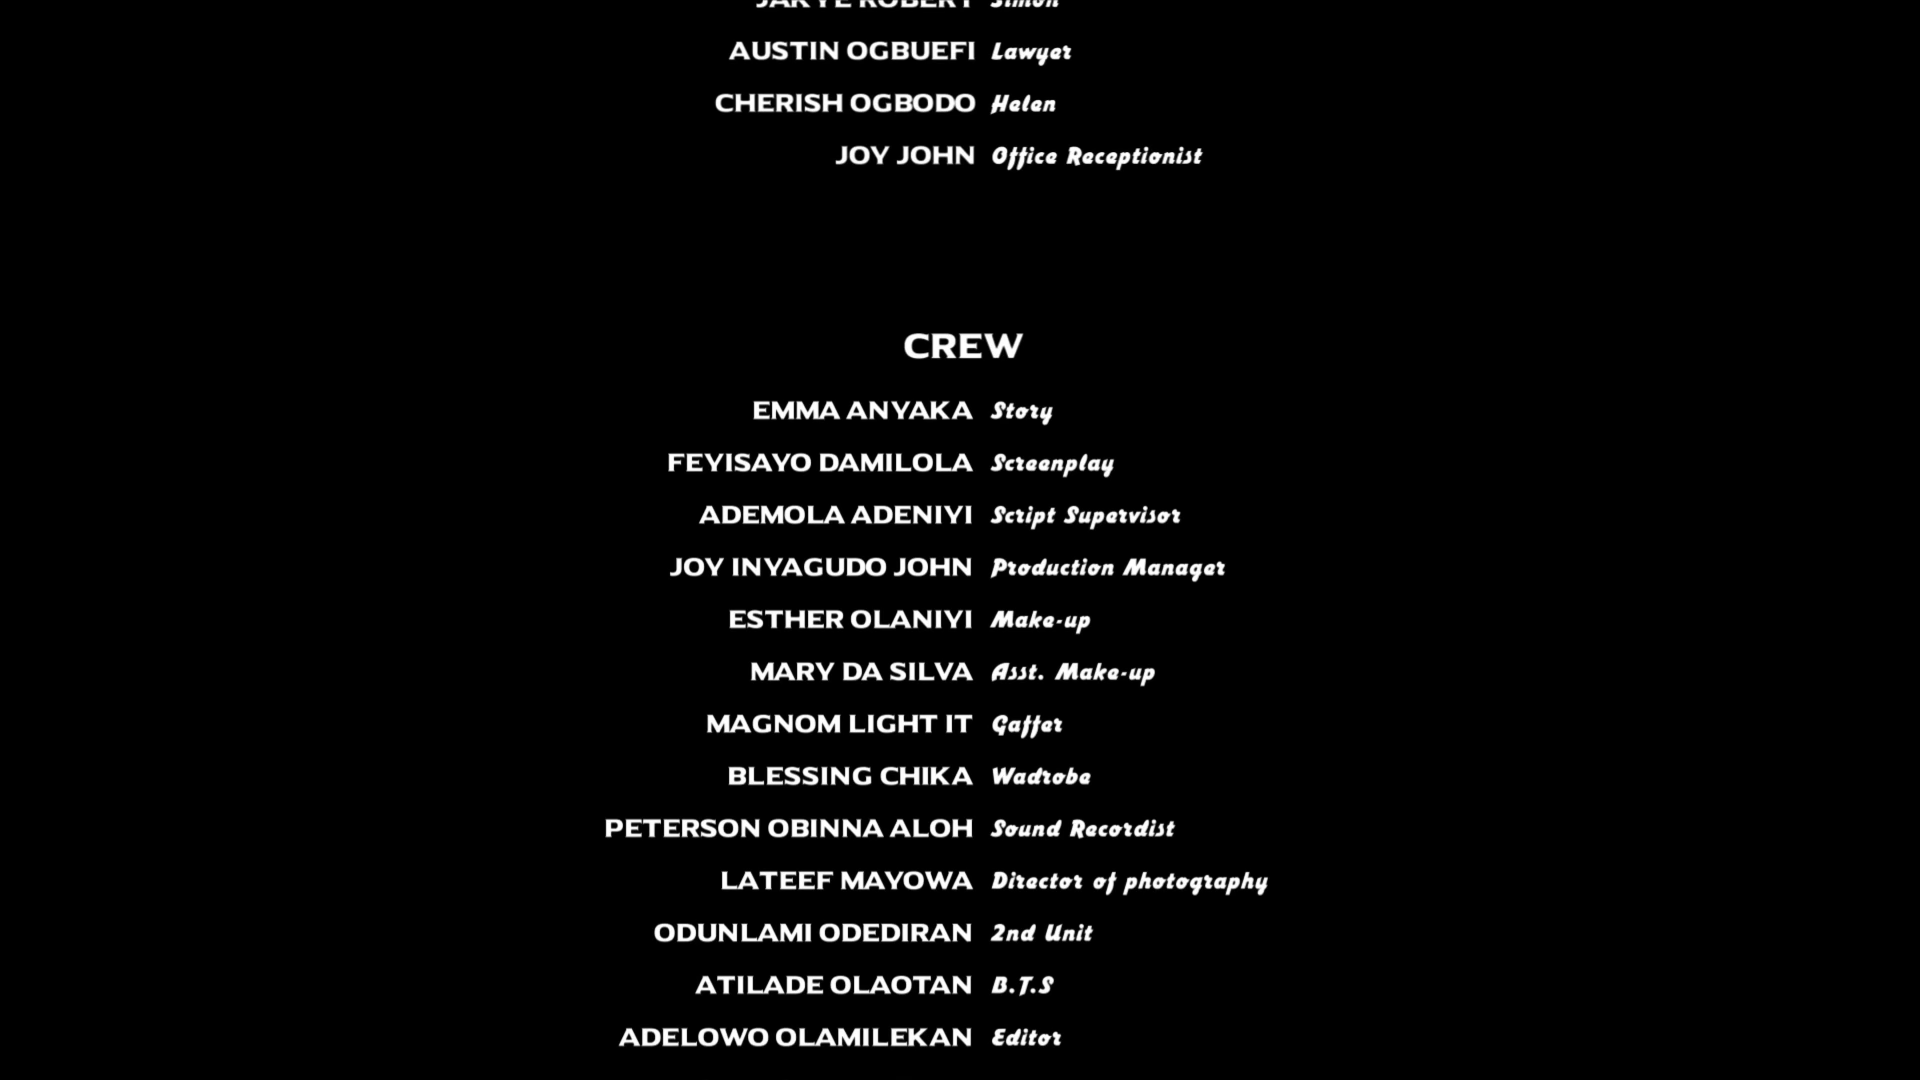 ROBERT Simon
AUSTIN OGBUEFI Lawyer
CHERISH OGBODO Helen
JOY JOHN Office Receptionist
CREW
EMMA ANYAKA Story
FEYISAYO DAMILOLA Screenplay
ADEMOLA ADENIYI Script Supervisor
JOY INYAGUDO JOHN Production Manager
ESTHER OLANIYI Make-up
MARY DA SILVA Asst. Make-up
MAGNOM LIGHT IT Gaffer
BLESSING CHIKA Wadrobe
PETERSON OBINNA ALOH Sound Recordist
LATEEF MAYOWA Director of photography
ODUNLAMI ODEDIRAN 2nd Unit
ATILADE OLAOTAN B.T.S
ADELOWO OLAMILEKAN Editor